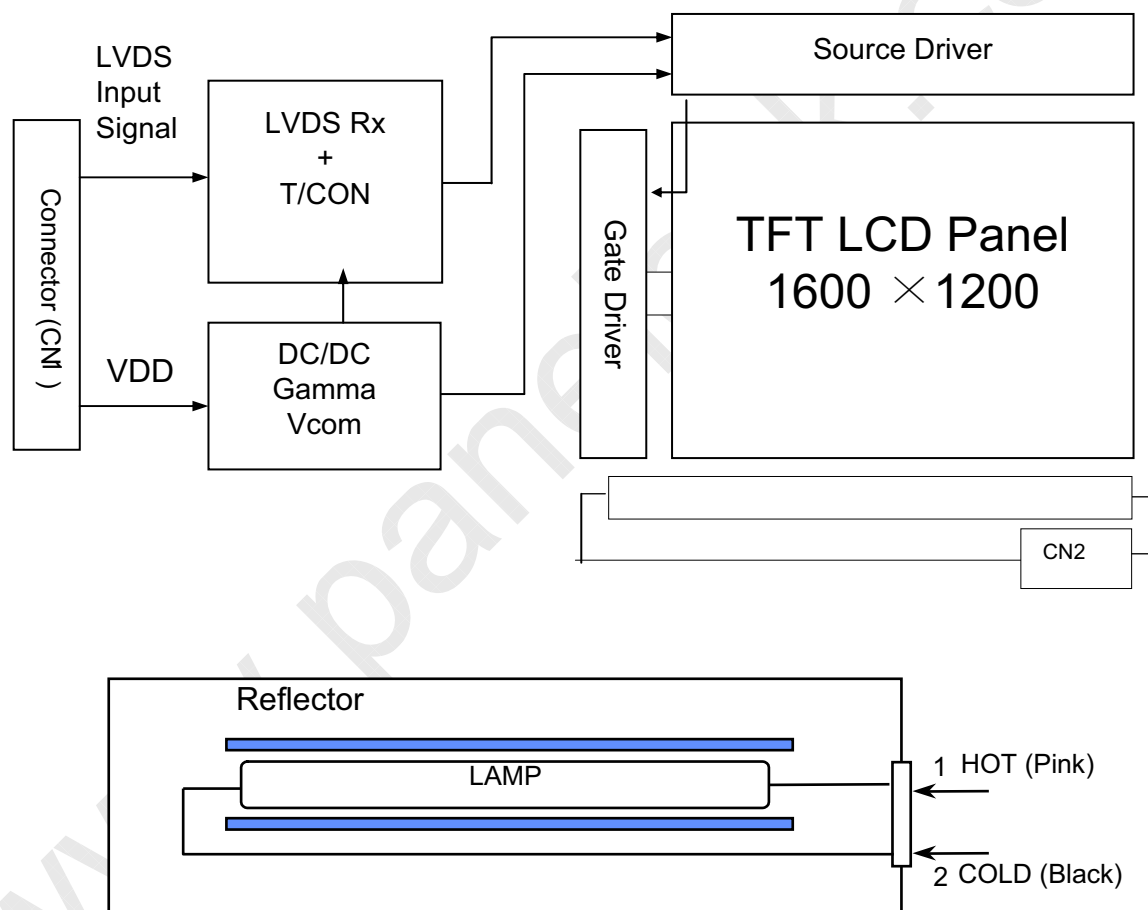 LVDS
Input
Signal
Source Driver
LVDS Rx
+
T/CON
Connector (CN1)
Gate Driver
TFT LCD Panel
1600 ×1200
VDD
DC/DC
Gamma
Vcom
CN2
Reflector
LAMP
1 HOT (Pink)
2 COLD (Black)